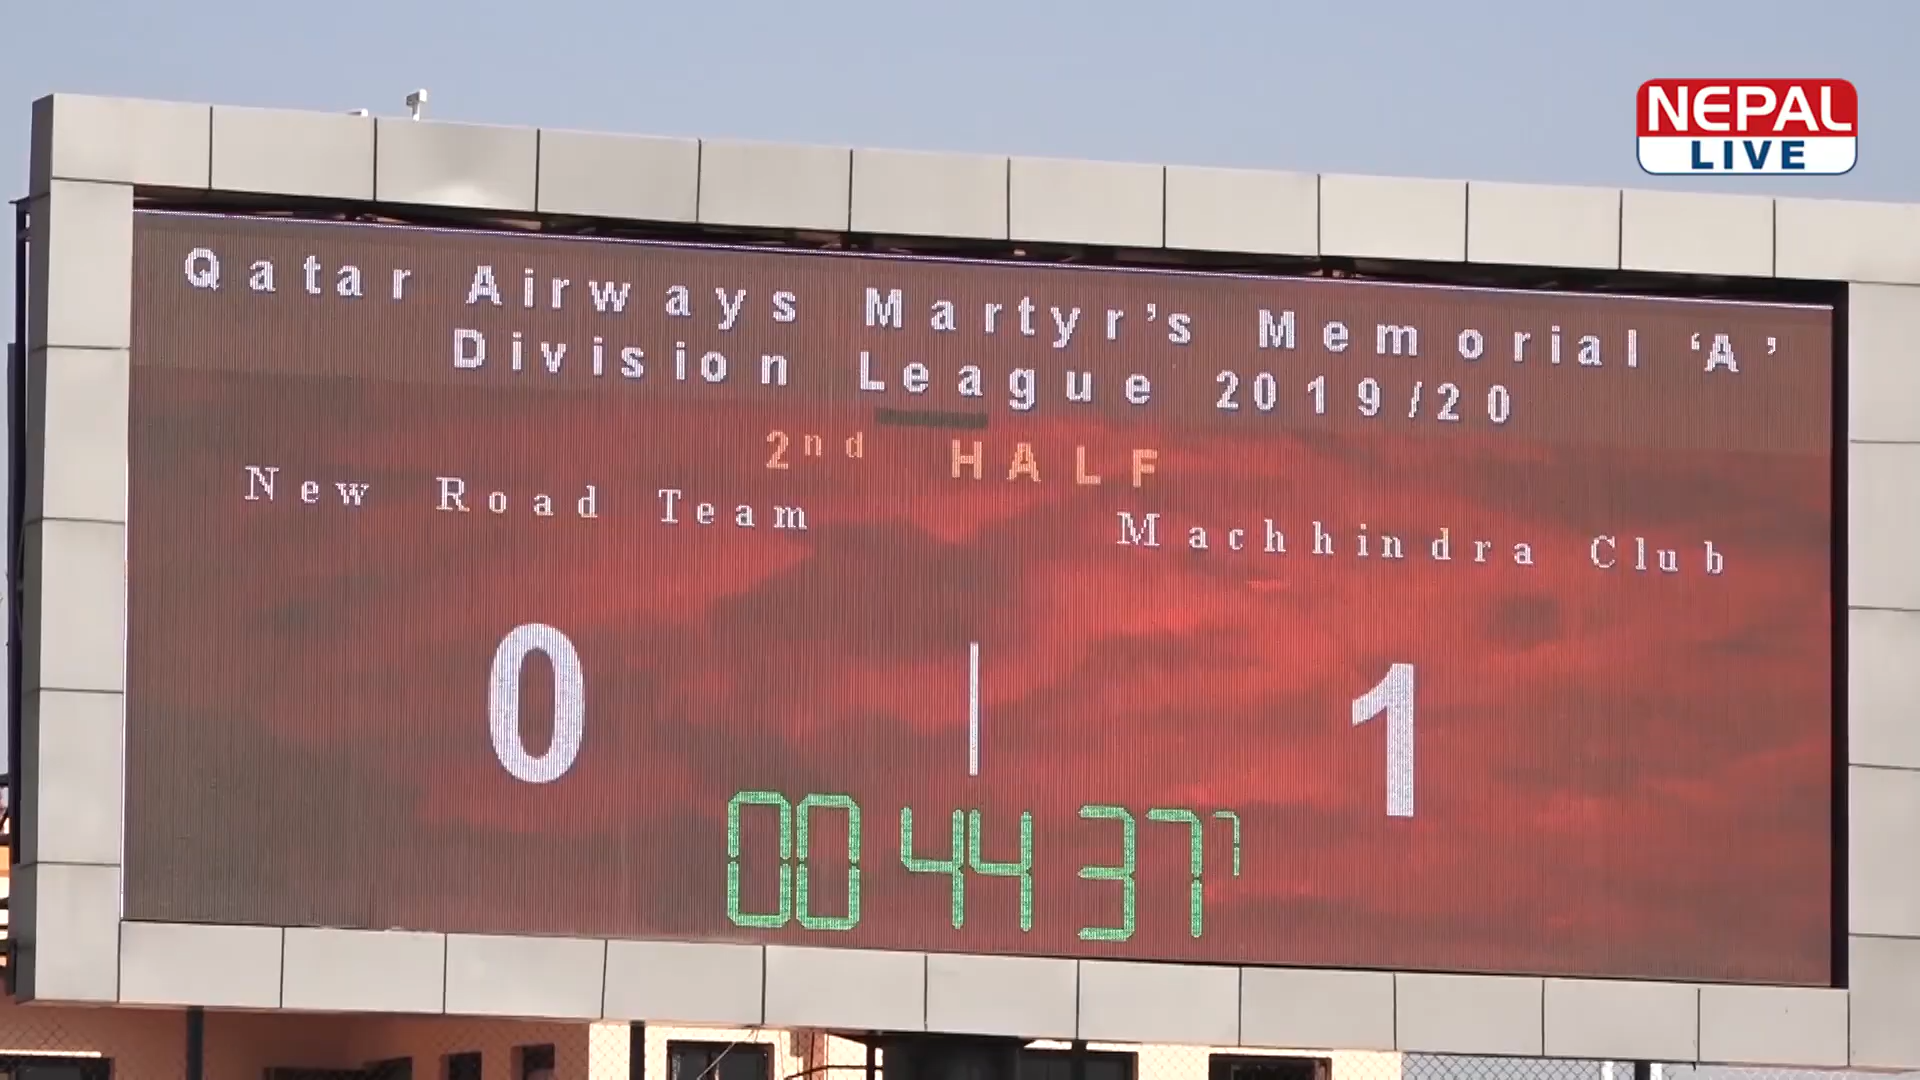 NEPAL
LIVE
Qatar Airways Martyr's Memorial ‘A’
Division League 2019/20
2nd HALF
New Road Team Machhindra Club
0 | 1
00 44 37 7